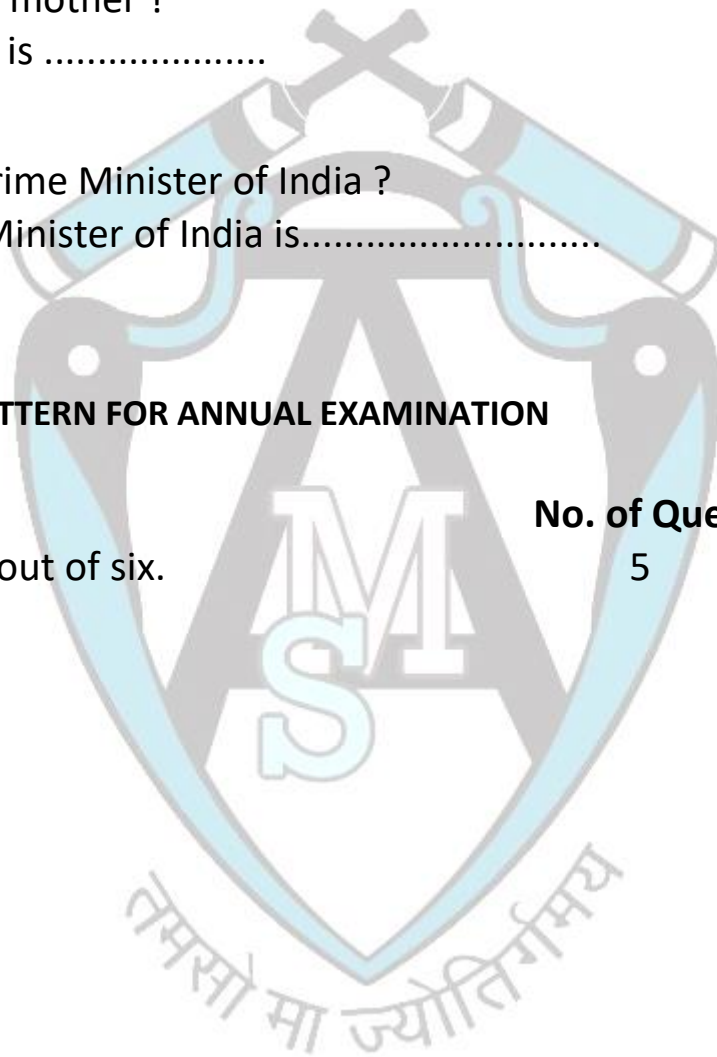 mother ?
is .....................
rime Minister of India ?
Minister of India is............................
TTERN FOR ANNUAL EXAMINATION
No. of Que
out of six. 5
A
M
S
तमसो मा ज्योतिर्गमय